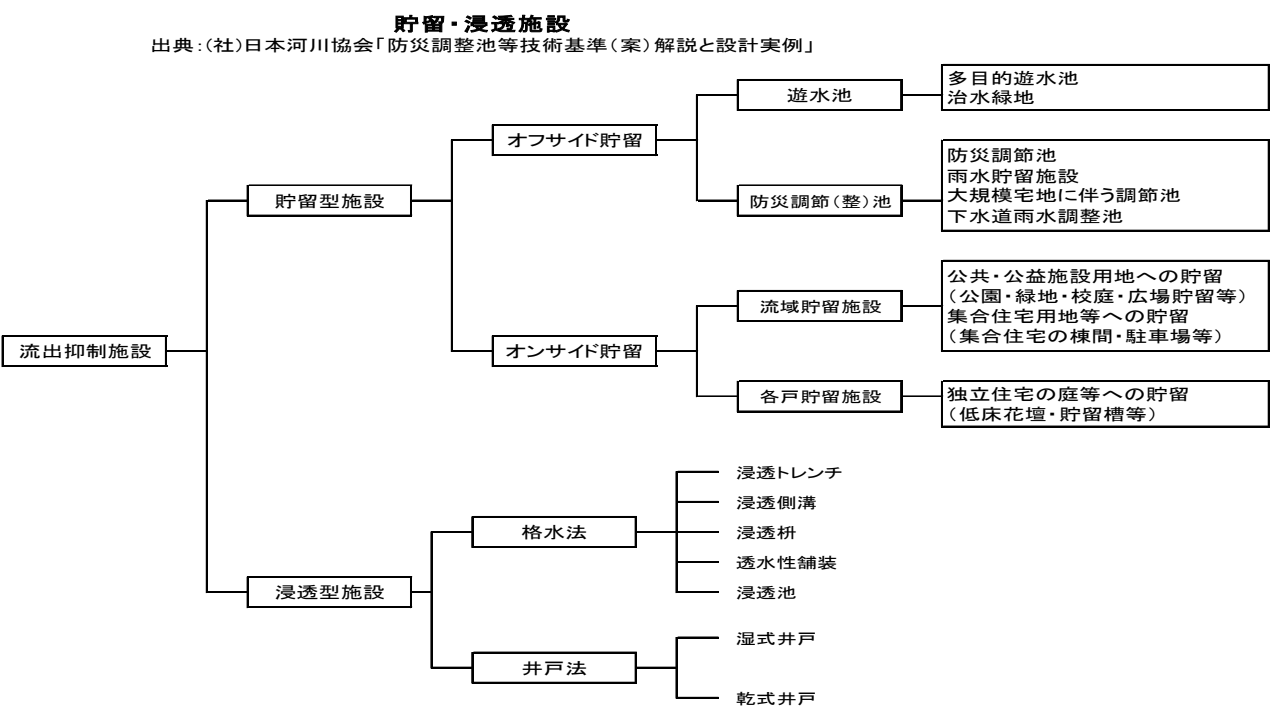 貯留・浸透施設
出典：（社）日本河川協会「防災調整池等技術基準（案）解説と設計実例」
流出抑制施設
貯留型施設
オフサイド貯留
遊水池
多目的遊水池
治水緑地
防災調節（整）池
防災調節池
雨水貯留施設
大規模宅地に伴う調節池
下水道雨水調整池
オンサイド貯留
流域貯留施設
公共・公益施設用地への貯留
（公園・緑地・校庭・広場貯留等）
集合住宅用地等への貯留
（集合住宅の棟間・駐車場等）
各戸貯留施設
独立住宅の庭等への貯留
（低床花壇・貯留槽等）
浸透型施設
格水法
浸透トレンチ
浸透側溝
浸透枡
透水性舗装
浸透池
井戸法
湿式井戸
乾式井戸